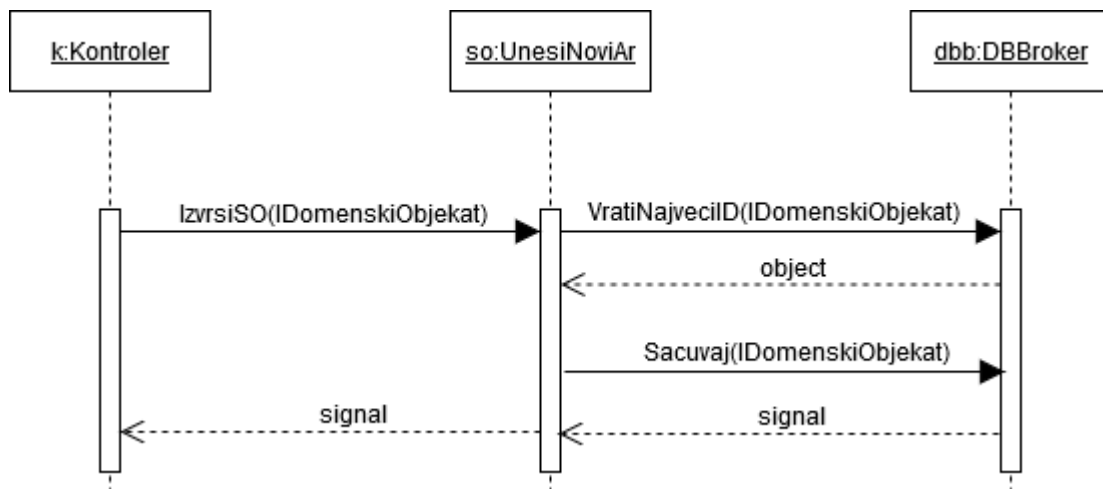 k:Kontroler
so:UnesiNoviAr
dbb:DBBroker
IzvrsiSO(IDomenskiObjekat)
VratiNajveciID(IDomenskiObjekat)
object
Sacuvaj(IDomenskiObjekat)
signal
signal